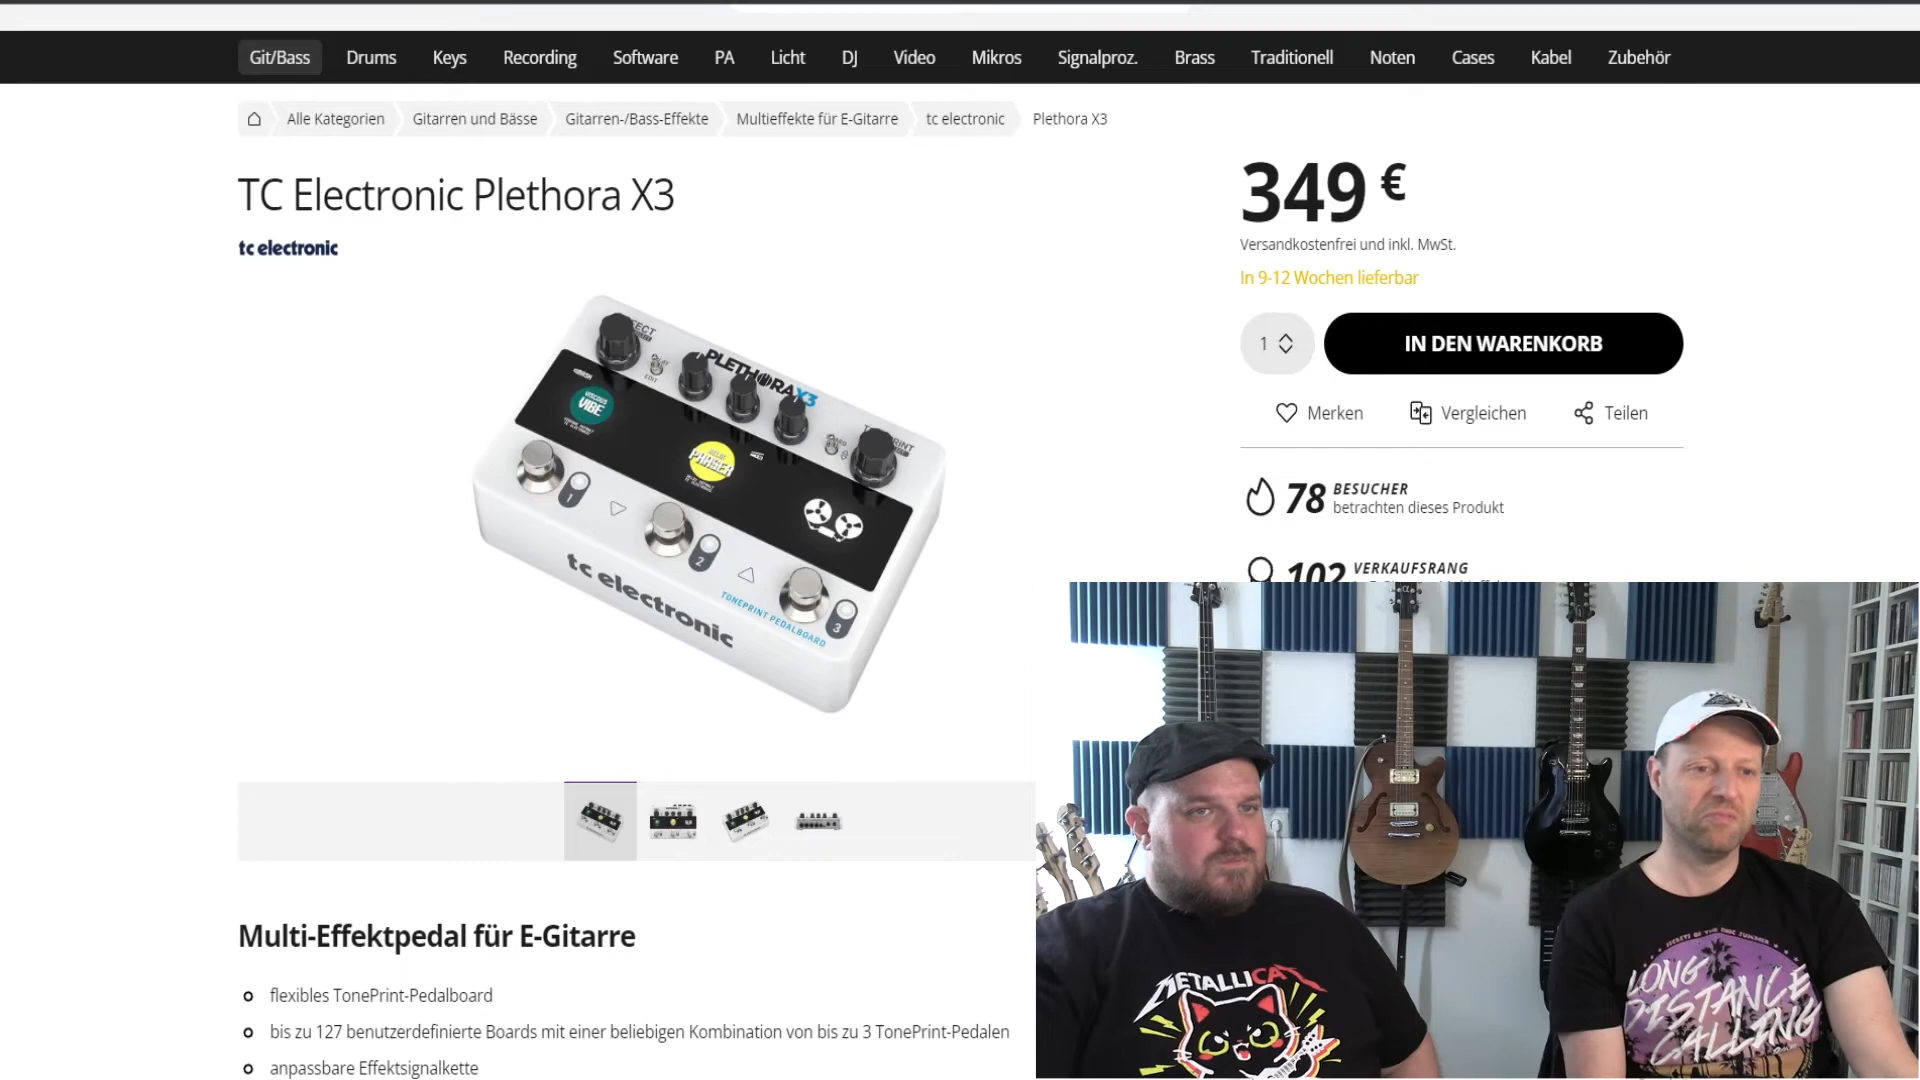 Git/Bass Drums Keys Recording Software PA Licht DJ Video Mikros Signalproz. Brass Traditionell Noten Cases Kabel Zubehör
Alle Kategorien Gitarren und Bässe Gitarren-/Bass-Effekte Multieffekte für E-Gitarre tc electronic Plethora X3
TC Electronic Plethora X3
tc electronic
349 €
Versandkostenfrei und inkl. MwSt.
In 9-12 Wochen lieferbar
1
IN DEN WARENKORB
Merken Vergleichen Teilen
78 BESUCHER
betrachten dieses Produkt
102 VERKAUFSRANG
PLETHORA X3
EDIT
VISCOUS
VIBE
PHASER
1
2
3
tc electronic
TONEPRINT PEDALBOARD
Multi-Effektpedal für E-Gitarre
flexibles TonePrint-Pedalboard
bis zu 127 benutzerdefinierte Boards mit einer beliebigen Kombination von bis zu 3 TonePrint-Pedalen
anpassbare Effektsignalkette
METALLICAT
LONG
DISTANCE
CALLING